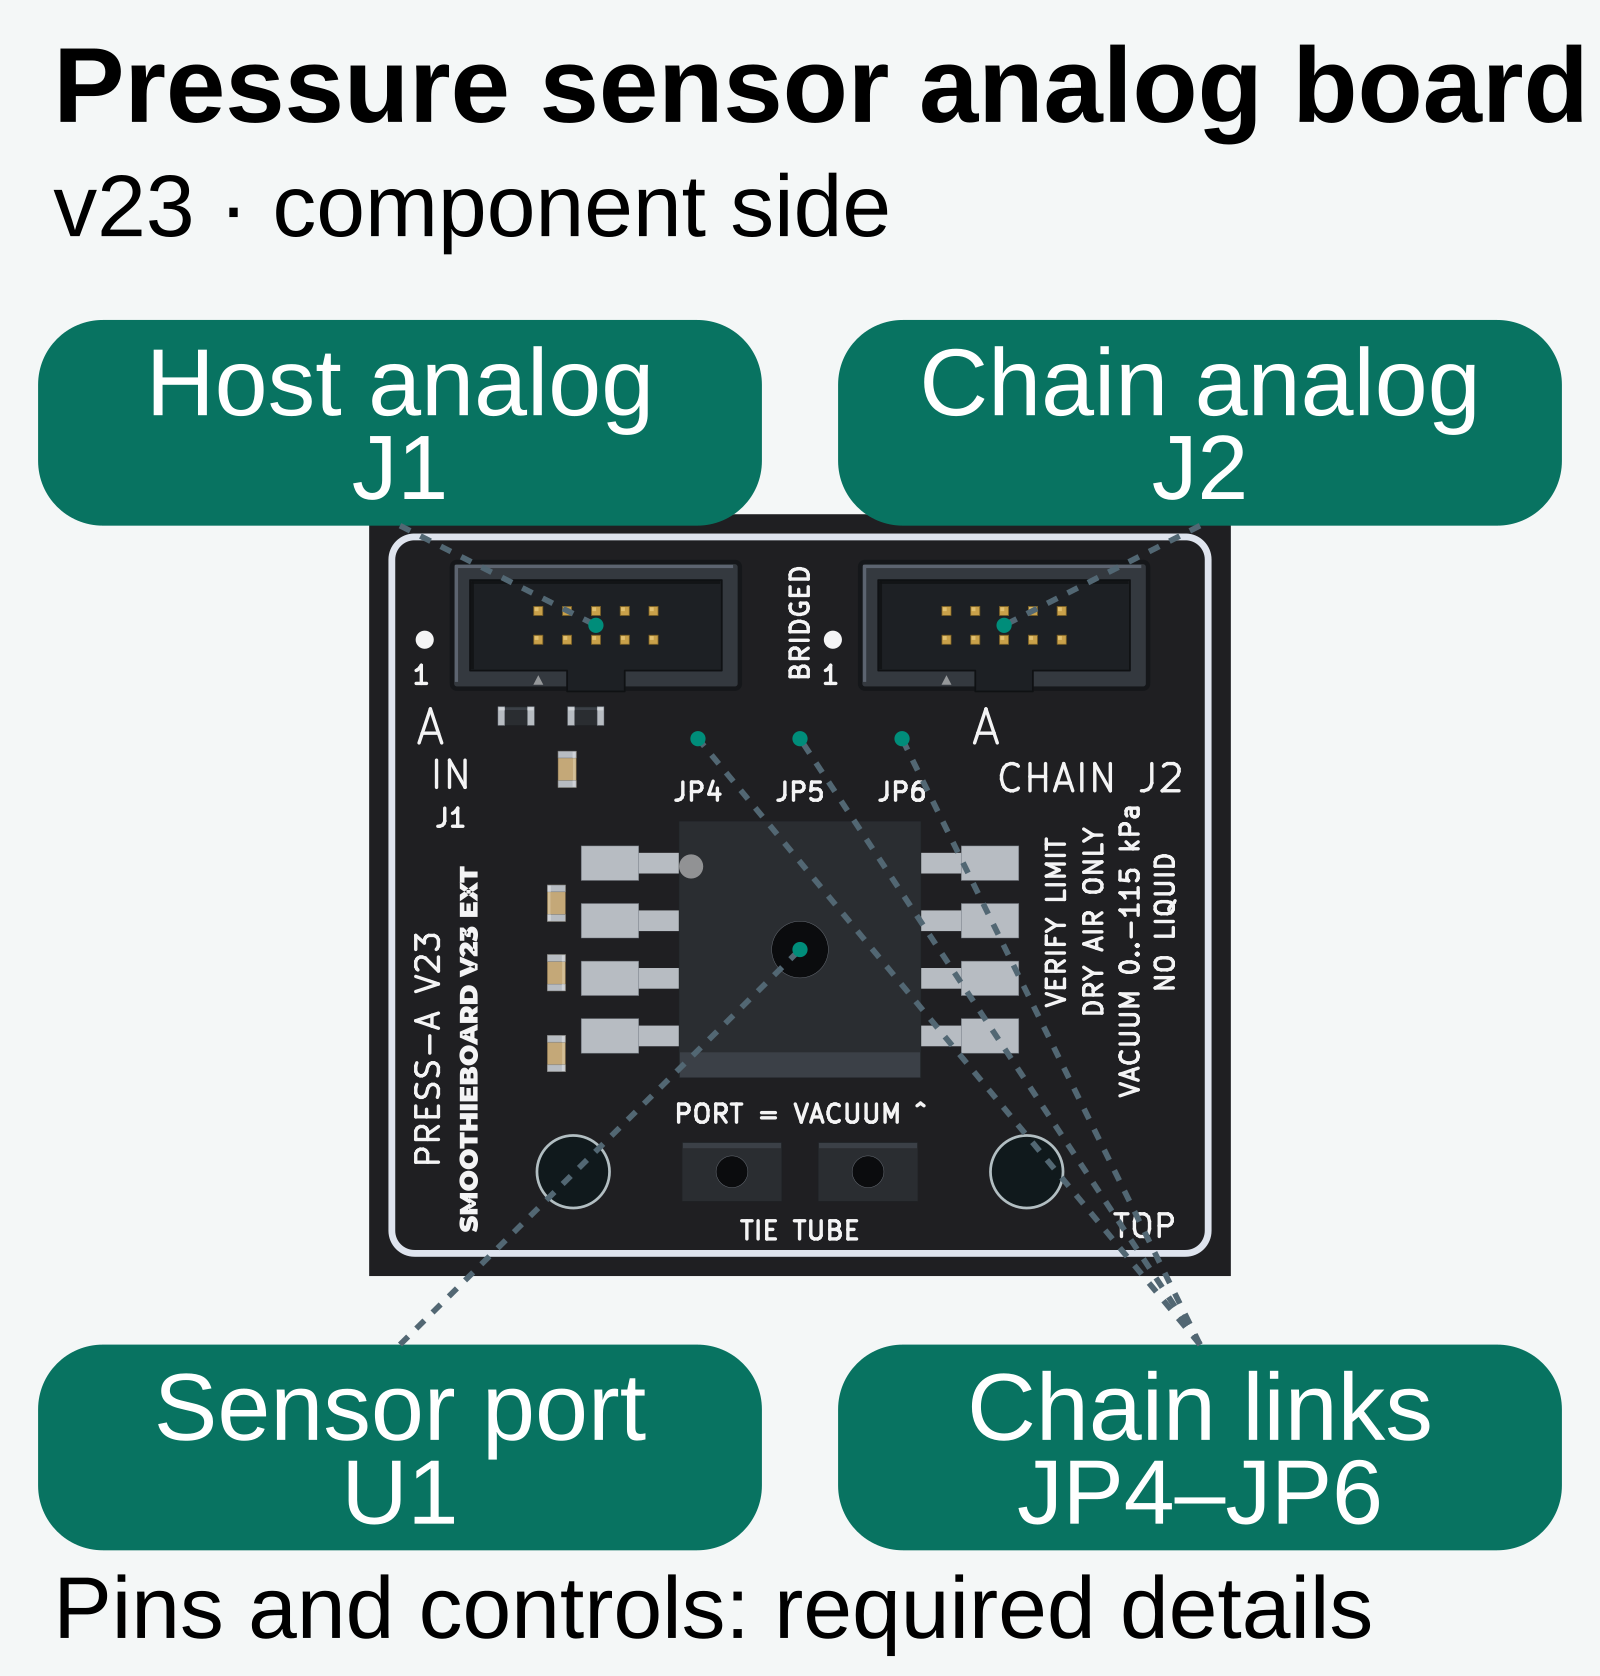 Pressure sensor analog board
v23 · component side
Host analog
J1
Chain analog
J2
BRIDGED
1
1
A
IN
J1
A
CHAIN J2
JP4
JP5
JP6
PRESS-A V23
SMOOTHIEBOARD V23 EXT
VERIFY LIMIT
DRY AIR ONLY
VACUUM 0..-115 kPa
NO LIQUID
PORT = VACUUM ^
TIE TUBE
TOP
Sensor port
U1
Chain links
JP4–JP6
Pins and controls: required details